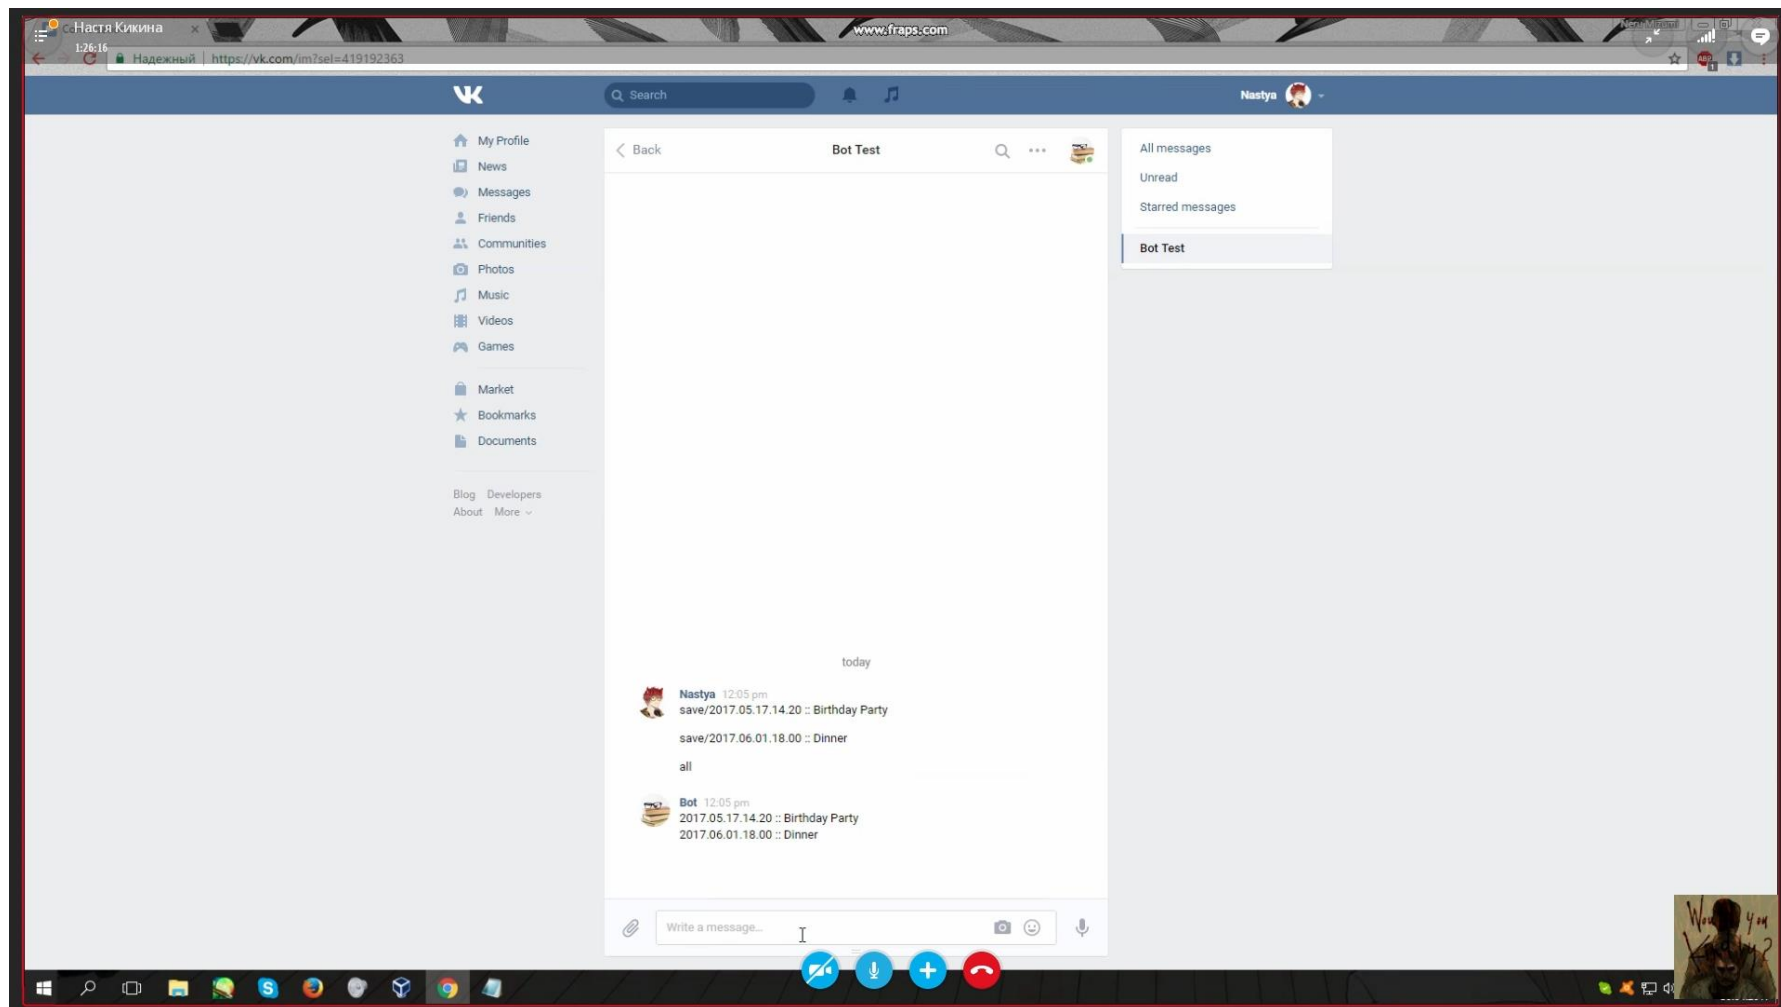 Настя Кикина
1:26:16
www.fraps.com
Надежный | https://vk.com/im?sel=419192363
Search
Nastya
My Profile
News
Messages
Friends
Communities
Photos
Music
Videos
Games
Market
Bookmarks
Documents
Blog Developers
About More
Back
Bot Test
All messages
Unread
Starred messages
Bot Test
today
Nastya 12:05 pm
save/2017.05.17.14.20 :: Birthday Party
save/2017.06.01.18.00 :: Dinner
all
Bot 12:05 pm
2017.05.17.14.20 :: Birthday Party
2017.06.01.18.00 :: Dinner
Write a message...